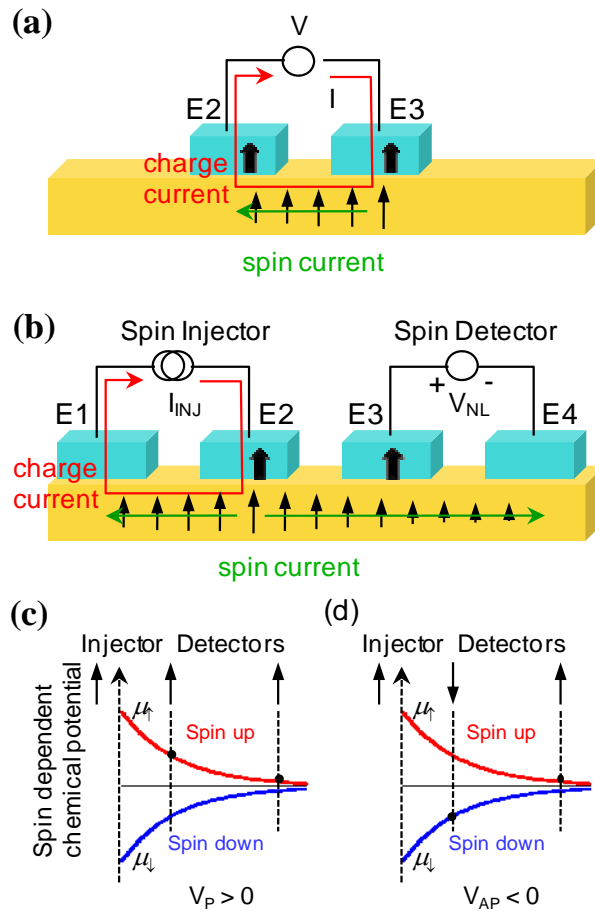 (a)
V
I
E2
E3
charge
current
spin current
(b)
Spin Injector
Spin Detector
E1
I_INJ
E2
E3
+
-
V_NL
E4
charge
current
spin current
(c)
(d)
Injector
Detectors
Injector
Detectors
Spin dependent
chemical potential
μ↑
Spin up
μ↓
Spin down
V_P > 0
μ↑
Spin up
μ↓
Spin down
V_AP < 0